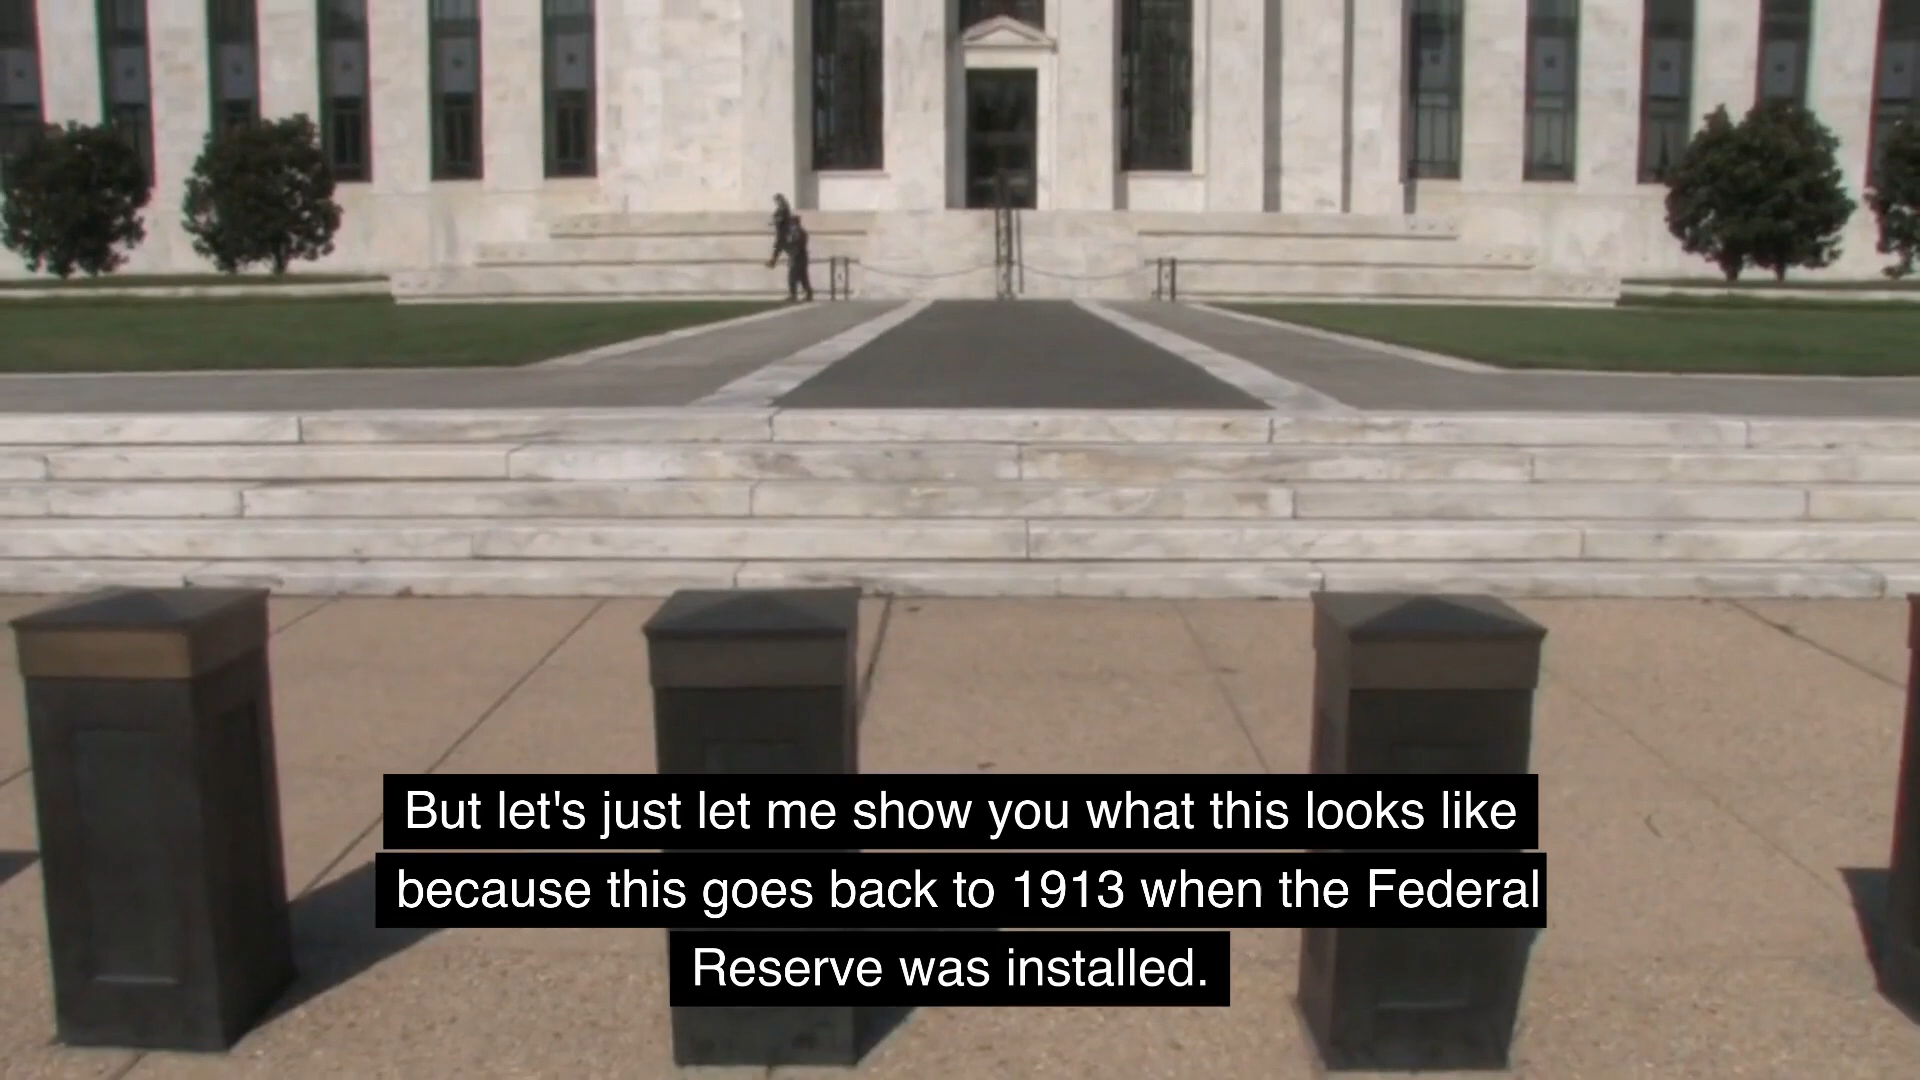 But let's just let me show you what this looks like
because this goes back to 1913 when the Federal
Reserve was installed.